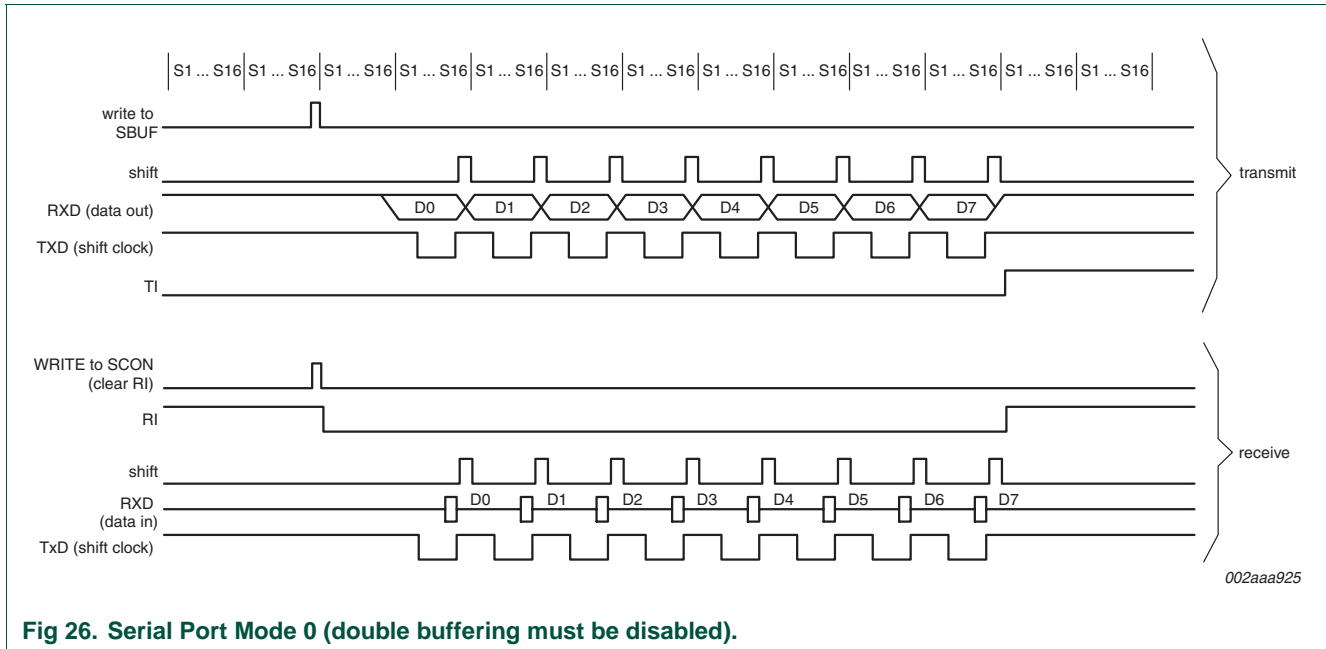 S1 ... S16 S1 ... S16 S1 ... S16 S1 ... S16 S1 ... S16 S1 ... S16 S1 ... S16 S1 ... S16 S1 ... S16 S1 ... S16 S1 ... S16 S1 ... S16 S1 ... S16
write to
SBUF
shift
transmit
RXD (data out)
D0 D1 D2 D3 D4 D5 D6 D7
TXD (shift clock)
TI
WRITE to SCON
(clear RI)
RI
shift
receive
RXD
(data in)
D0 D1 D2 D3 D4 D5 D6 D7
TxD (shift clock)
002aaa925
Fig 26. Serial Port Mode 0 (double buffering must be disabled).